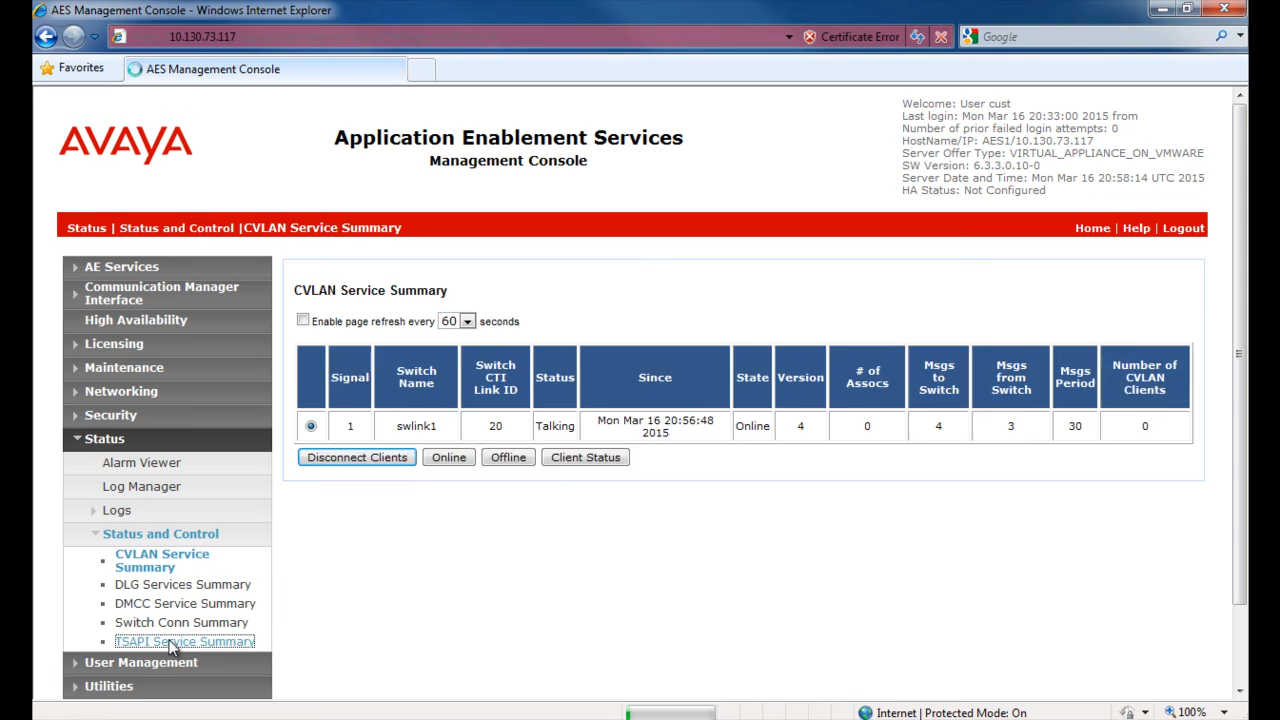 AES Management Console - Windows Internet Explorer
10.130.73.117
Certificate Error
Google
Favorites
AES Management Console
AVAYA
Application Enablement Services
Management Console
Welcome: User cust
Last login: Mon Mar 16 20:33:00 2015 from
Number of prior failed login attempts: 0
HostName/IP: AES1/10.130.73.117
Server Offer Type: VIRTUAL_APPLIANCE_ON_VMWARE
SW Version: 6.3.3.0.10-0
Server Date and Time: Mon Mar 16 20:58:14 UTC 2015
HA Status: Not Configured
Status | Status and Control |CVLAN Service Summary
Home | Help | Logout
AE Services
Communication Manager
Interface
High Availability
Licensing
Maintenance
Networking
Security
Status
Alarm Viewer
Log Manager
Logs
Status and Control
CVLAN Service
Summary
DLG Services Summary
DMCC Service Summary
Switch Conn Summary
TSAPI Service Summary
User Management
Utilities
CVLAN Service Summary
Enable page refresh every 60 seconds
Signal
Switch
Name
Switch
CTI
Link ID
Status
Since
State
Version
# of
Assocs
Msgs
to
Switch
Msgs
from
Switch
Msgs
Period
Number of
CVLAN
Clients
1
swlink1
20
Talking
Mon Mar 16 20:56:48
2015
Online
4
0
4
3
30
0
Disconnect Clients
Online
Offline
Client Status
Internet | Protected Mode: On
100%